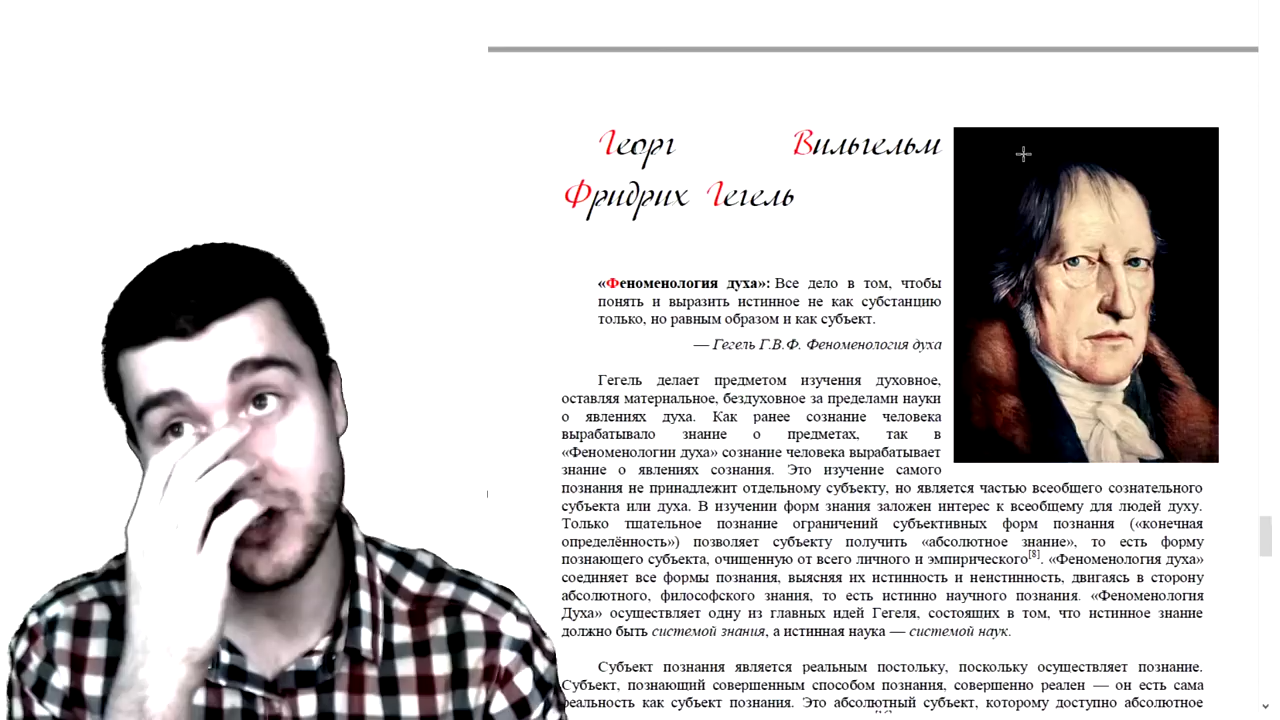 Георг Вильгельм
Фридрих Гегель
«Феноменология духа»: Все дело в том, чтобы
понять и выразить истинное не как субстанцию
только, но равным образом и как субъект.
— Гегель Г.В.Ф. Феноменология духа
Гегель делает предметом изучения духовное,
оставляя материальное, бездуховное за пределами науки
о явлениях духа. Как ранее сознание человека
вырабатывало знание о предметах, так в
«Феноменологии духа» сознание человека вырабатывает
знание о явлениях сознания. Это изучение самого
познания не принадлежит отдельному субъекту, но является частью всеобщего сознательного
субъекта или духа. В изучении форм знания заложен интерес к всеобщему для людей духу.
Только тщательное познание ограничений субъективных форм познания («конечная
определённость») позволяет субъекту получить «абсолютное знание», то есть форму
познающего субъекта, очищенную от всего личного и эмпирического[8]. «Феноменология духа»
соединяет все формы познания, выясняя их истинность и неистинность, двигаясь в сторону
абсолютного, философского знания, то есть истинно научного познания. «Феноменология
Духа» осуществляет одну из главных идей Гегеля, состоящих в том, что истинное знание
должно быть системой знания, а истинная наука — системой наук.
Субъект познания является реальным постольку, поскольку осуществляет познание.
Субъект, познающий совершенным способом познания, совершенно реален — он есть сама
реальность как субъект познания. Это абсолютный субъект, которому доступно абсолютное